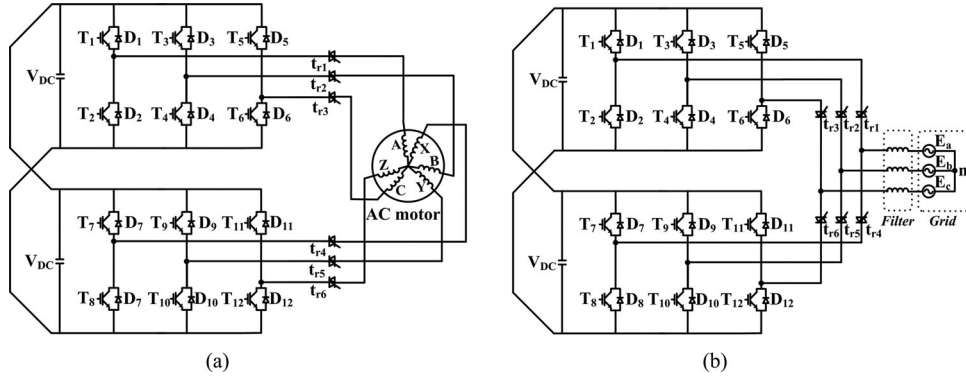 T1 D1 T3 D3 T5 D5
VDC
tr1
tr2
tr3
T2 D2 T4 D4 T6 D6
A X
Z B
C Y
AC motor
T7 D7 T9 D9 T11 D11
VDC
tr4
tr5
tr6
T8 D7 T10 D10 T12 D12
(a)
T1 D1 T3 D3 T5 D5
VDC
T2 D2 T4 D4 T6 D6
tr3 tr2 tr1
Ea
Eb n
Ec
Filter Grid
T7 D7 T9 D9 T11 D11
tr6 tr5 tr4
VDC
T8 D8 T10 D10 T12 D12
(b)